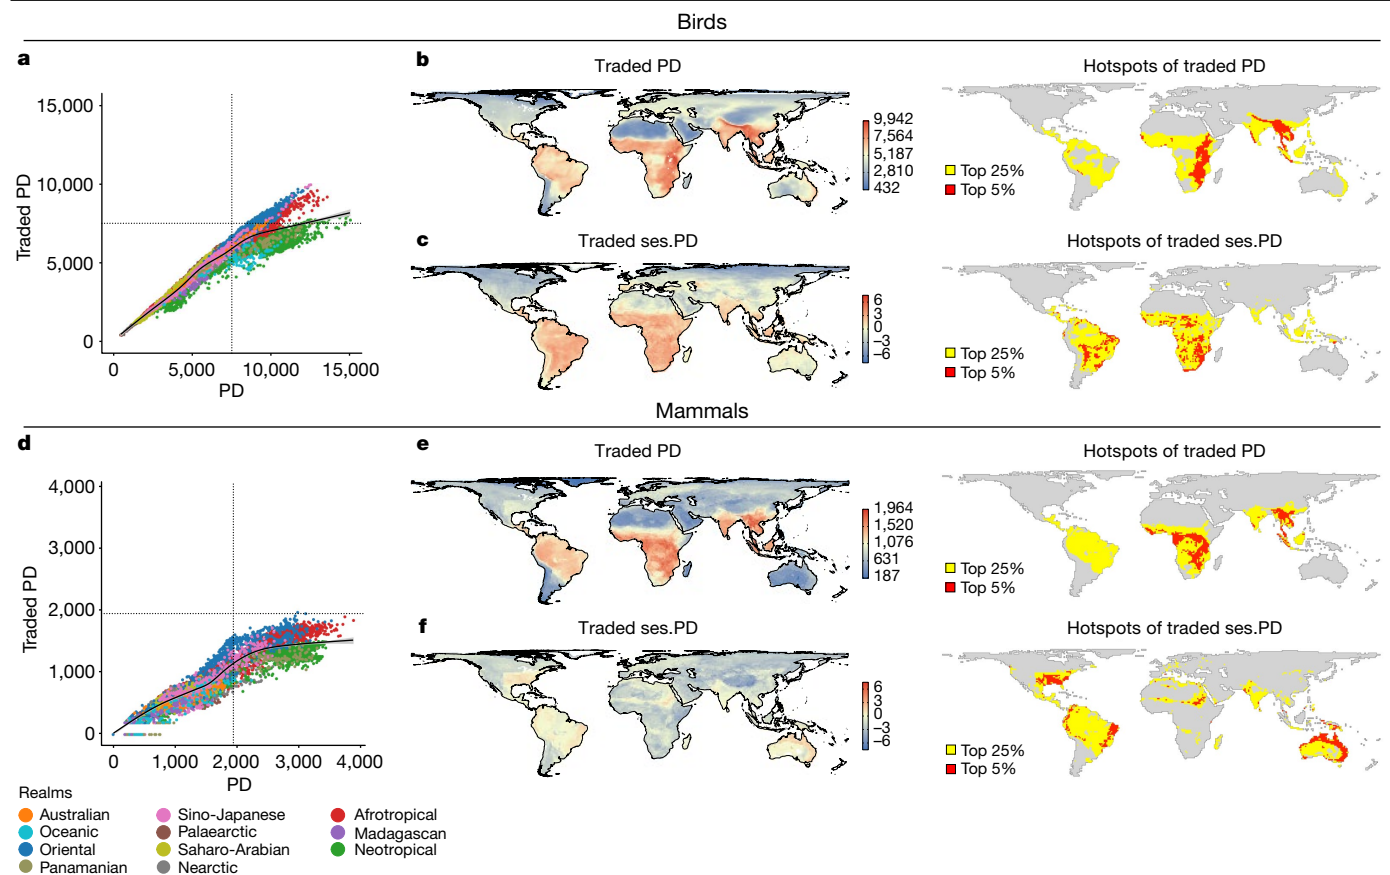 Birds
a
15,000
10,000
5,000
0
Traded PD
0 5,000 10,000 15,000
PD
b
Traded PD
9,942
7,564
5,187
2,810
432
Hotspots of traded PD
Top 25%
Top 5%
c
Traded ses.PD
6
3
0
−3
−6
Hotspots of traded ses.PD
Top 25%
Top 5%
Mammals
d
4,000
3,000
2,000
1,000
0
Traded PD
0 1,000 2,000 3,000 4,000
PD
e
Traded PD
1,964
1,520
1,076
631
187
Hotspots of traded PD
Top 25%
Top 5%
f
Traded ses.PD
6
3
0
−3
−6
Hotspots of traded ses.PD
Top 25%
Top 5%
Realms
Australian Sino-Japanese Afrotropical
Oceanic Palaearctic Madagascan
Oriental Saharo-Arabian Neotropical
Panamanian Nearctic